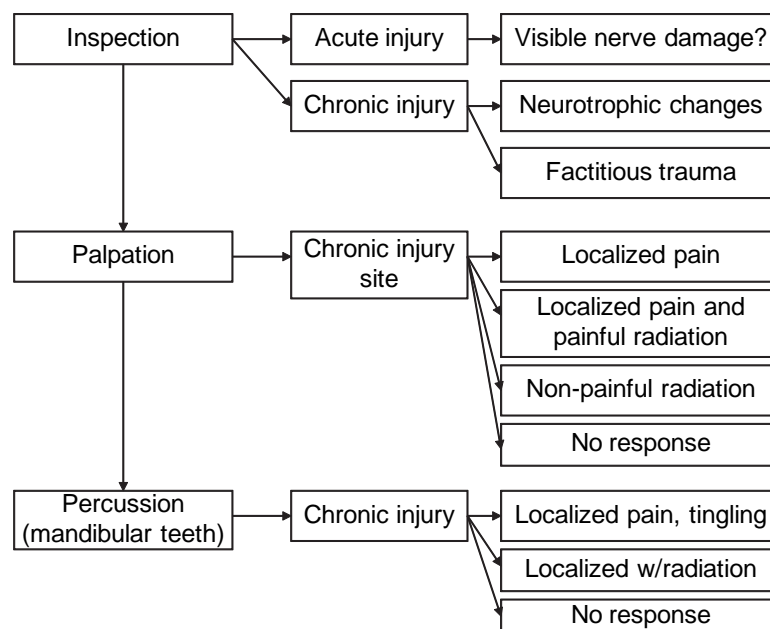 Inspection
Acute injury
Visible nerve damage?
Chronic injury
Neurotrophic changes
Factitious trauma
Palpation
Chronic injury
site
Localized pain
Localized pain and
painful radiation
Non-painful radiation
No response
Percussion
(mandibular teeth)
Chronic injury
Localized pain, tingling
Localized w/radiation
No response